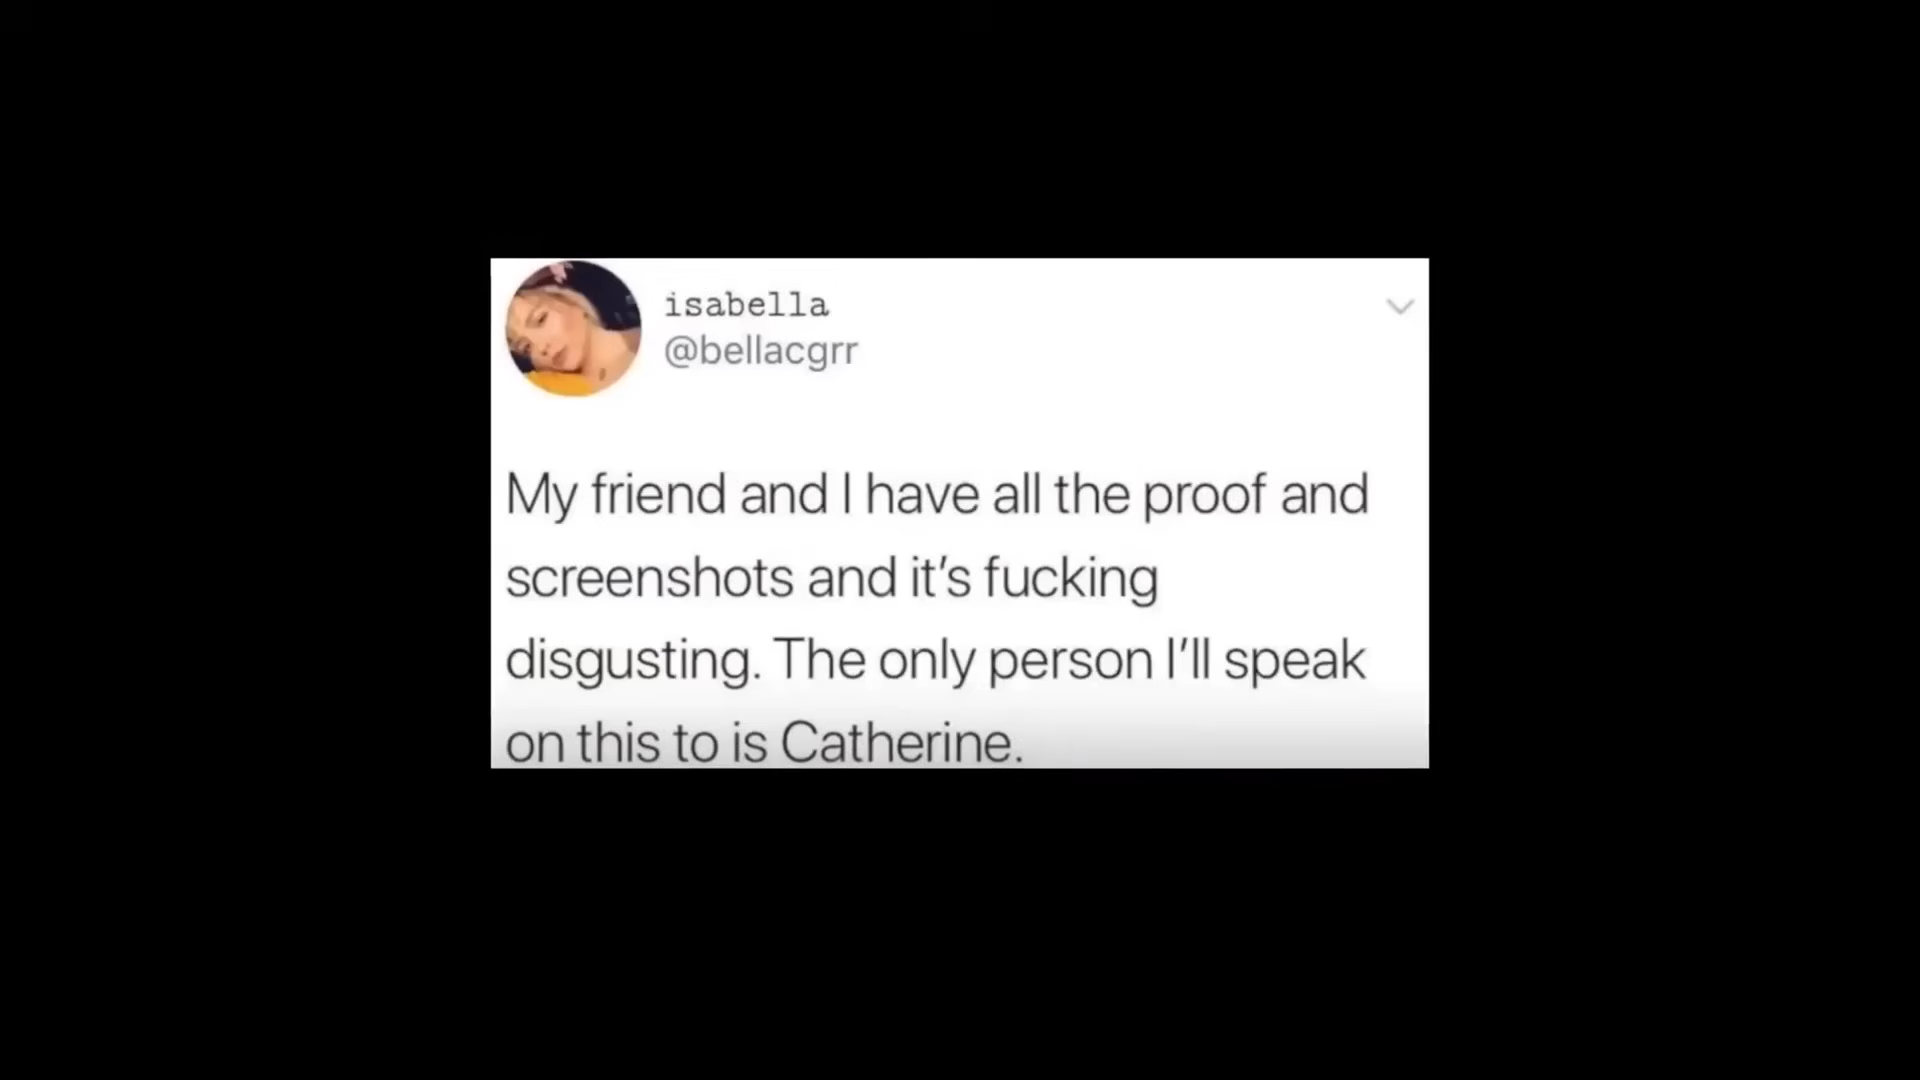 isabella
@bellacgrr
My friend and I have all the proof and
screenshots and it's fucking
disgusting. The only person I'll speak
on this to is Catherine.